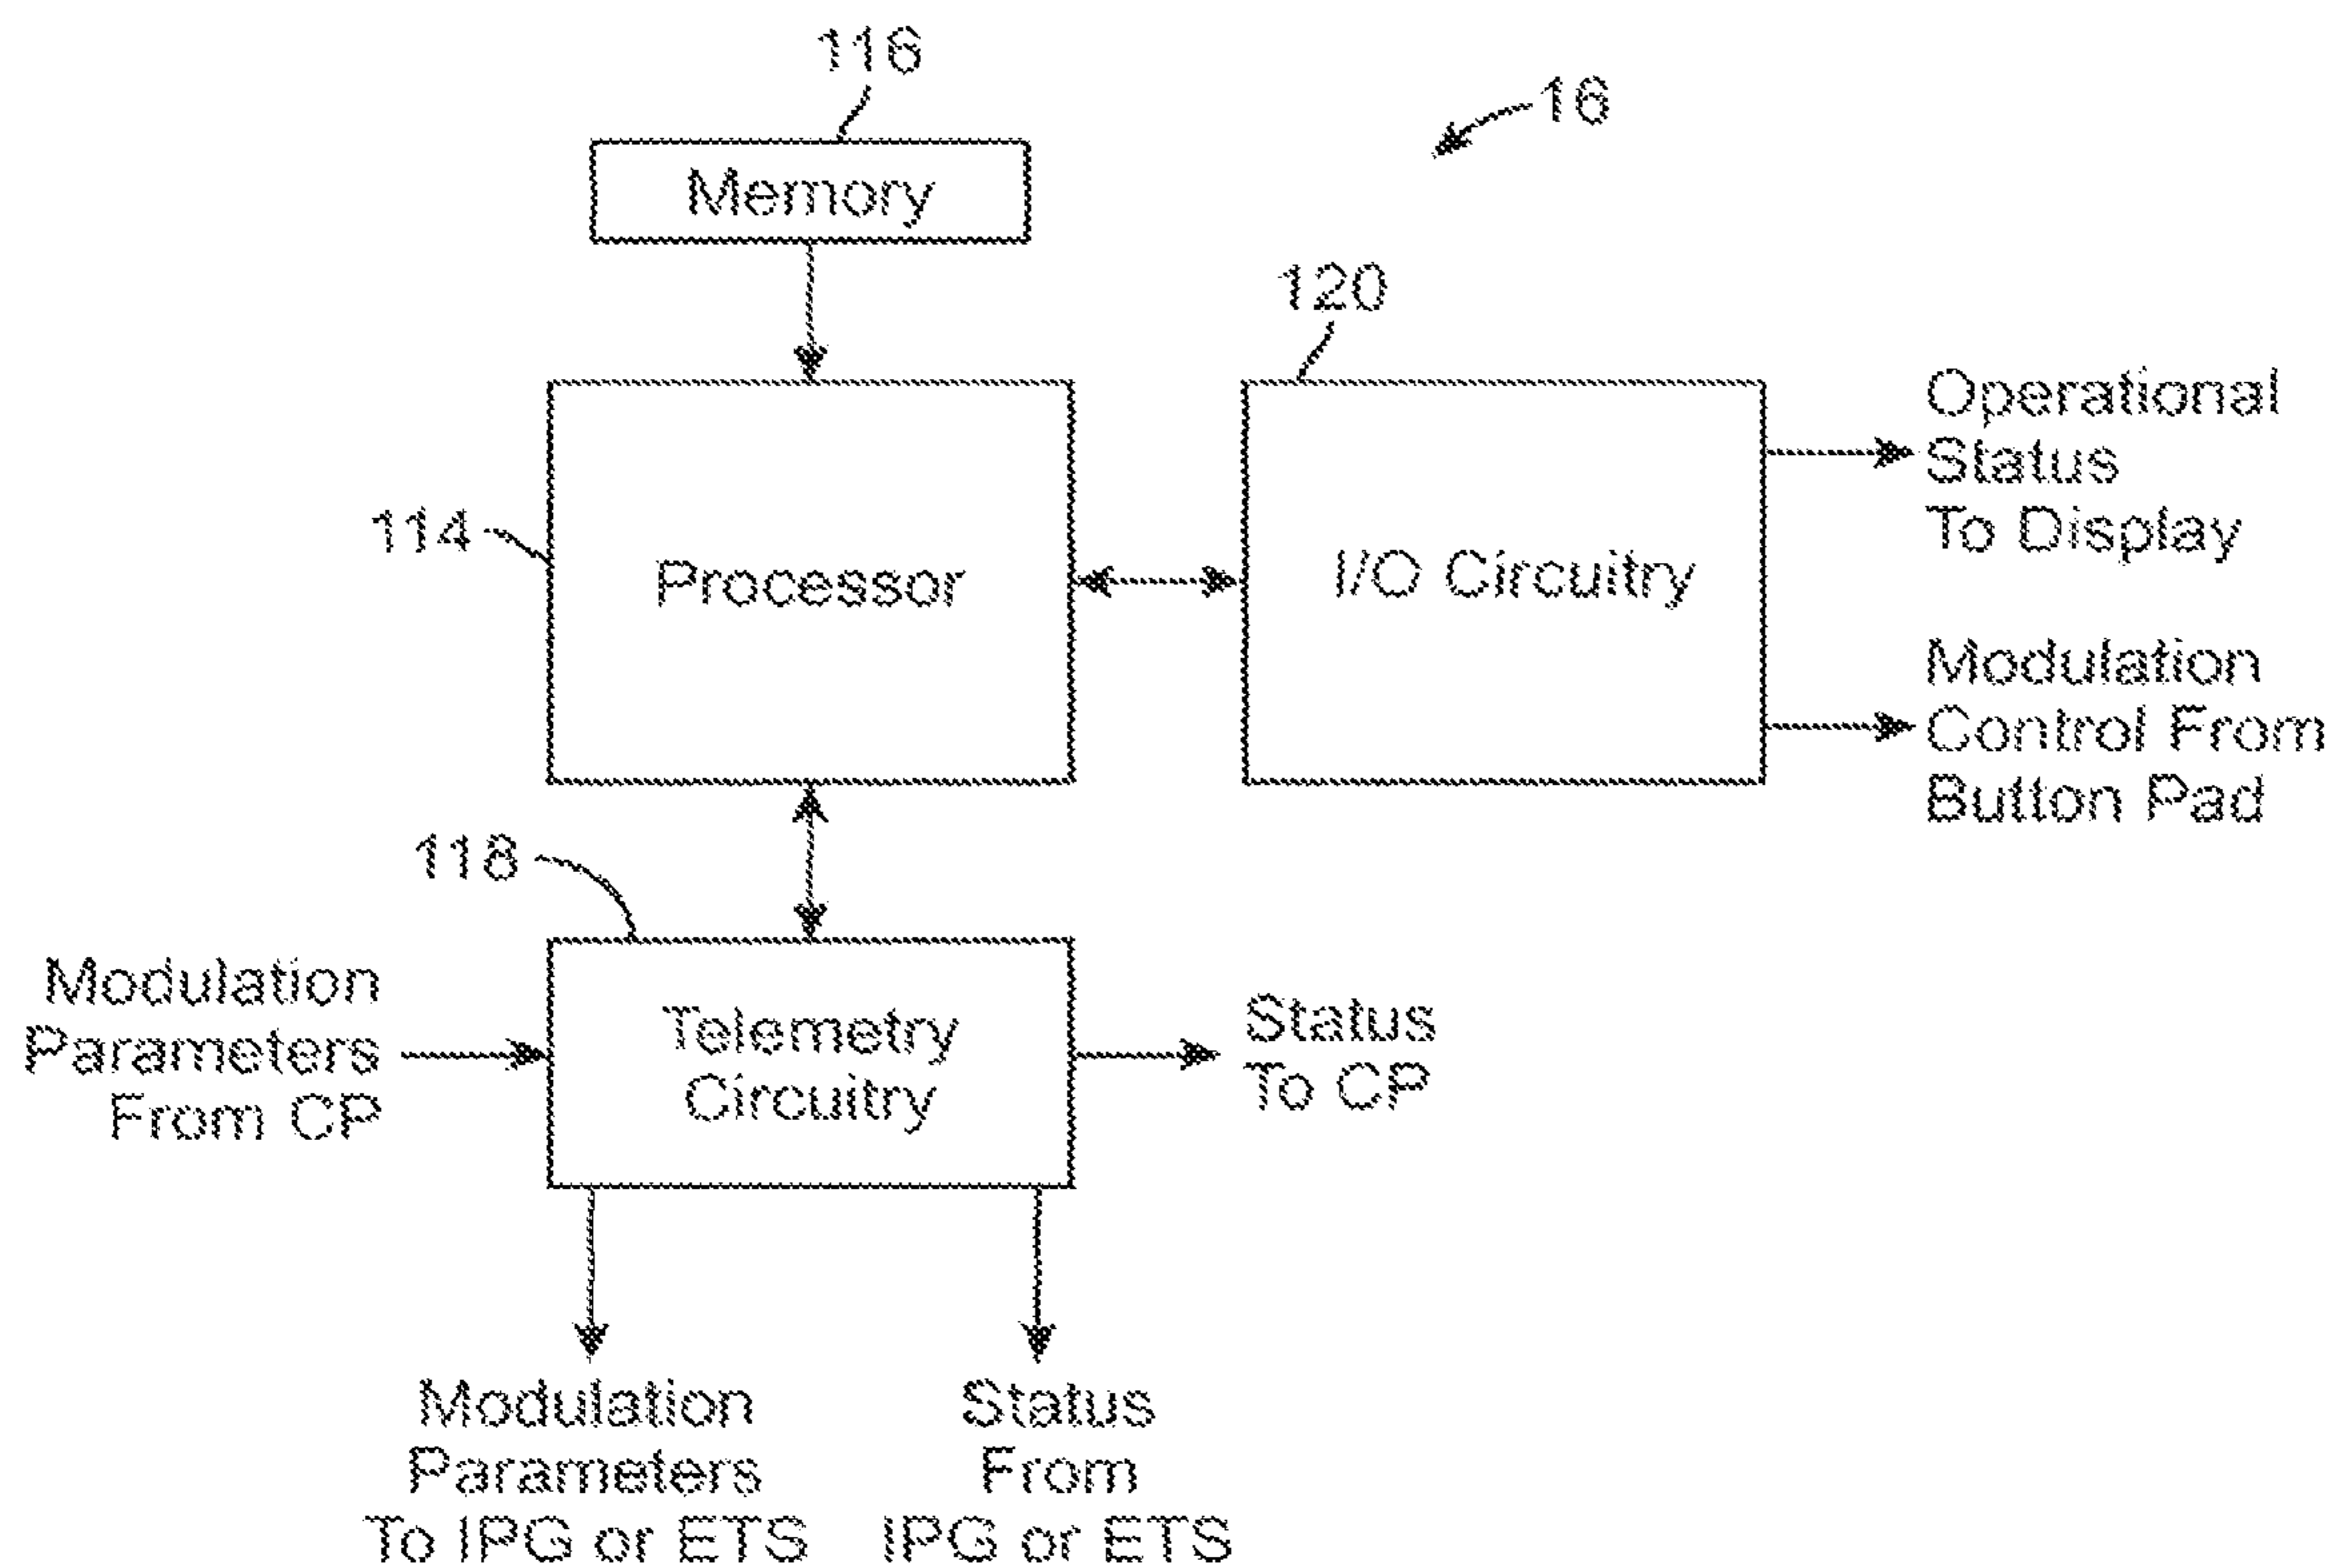 116
16
Memory
120
Operational
Status
To Display
114
Processor
I/O Circuitry
Modulation
Control From
Button Pad
118
Modulation
Parameters
From CP
Telemetry
Circuitry
Status
To CP
Modulation
Parameters
To IPG or ETS
Status
From
IPG or ETS